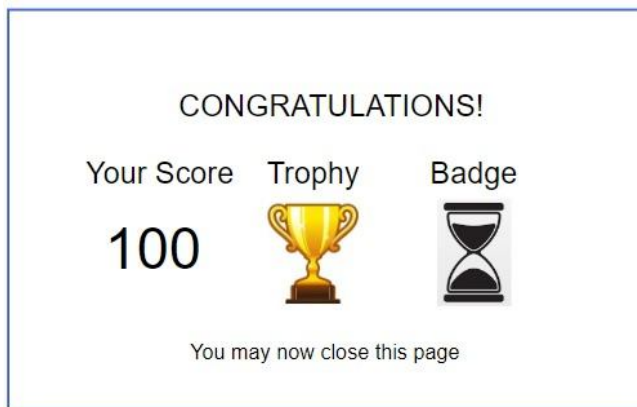 CONGRATULATIONS!
Your Score Trophy Badge
100
You may now close this page